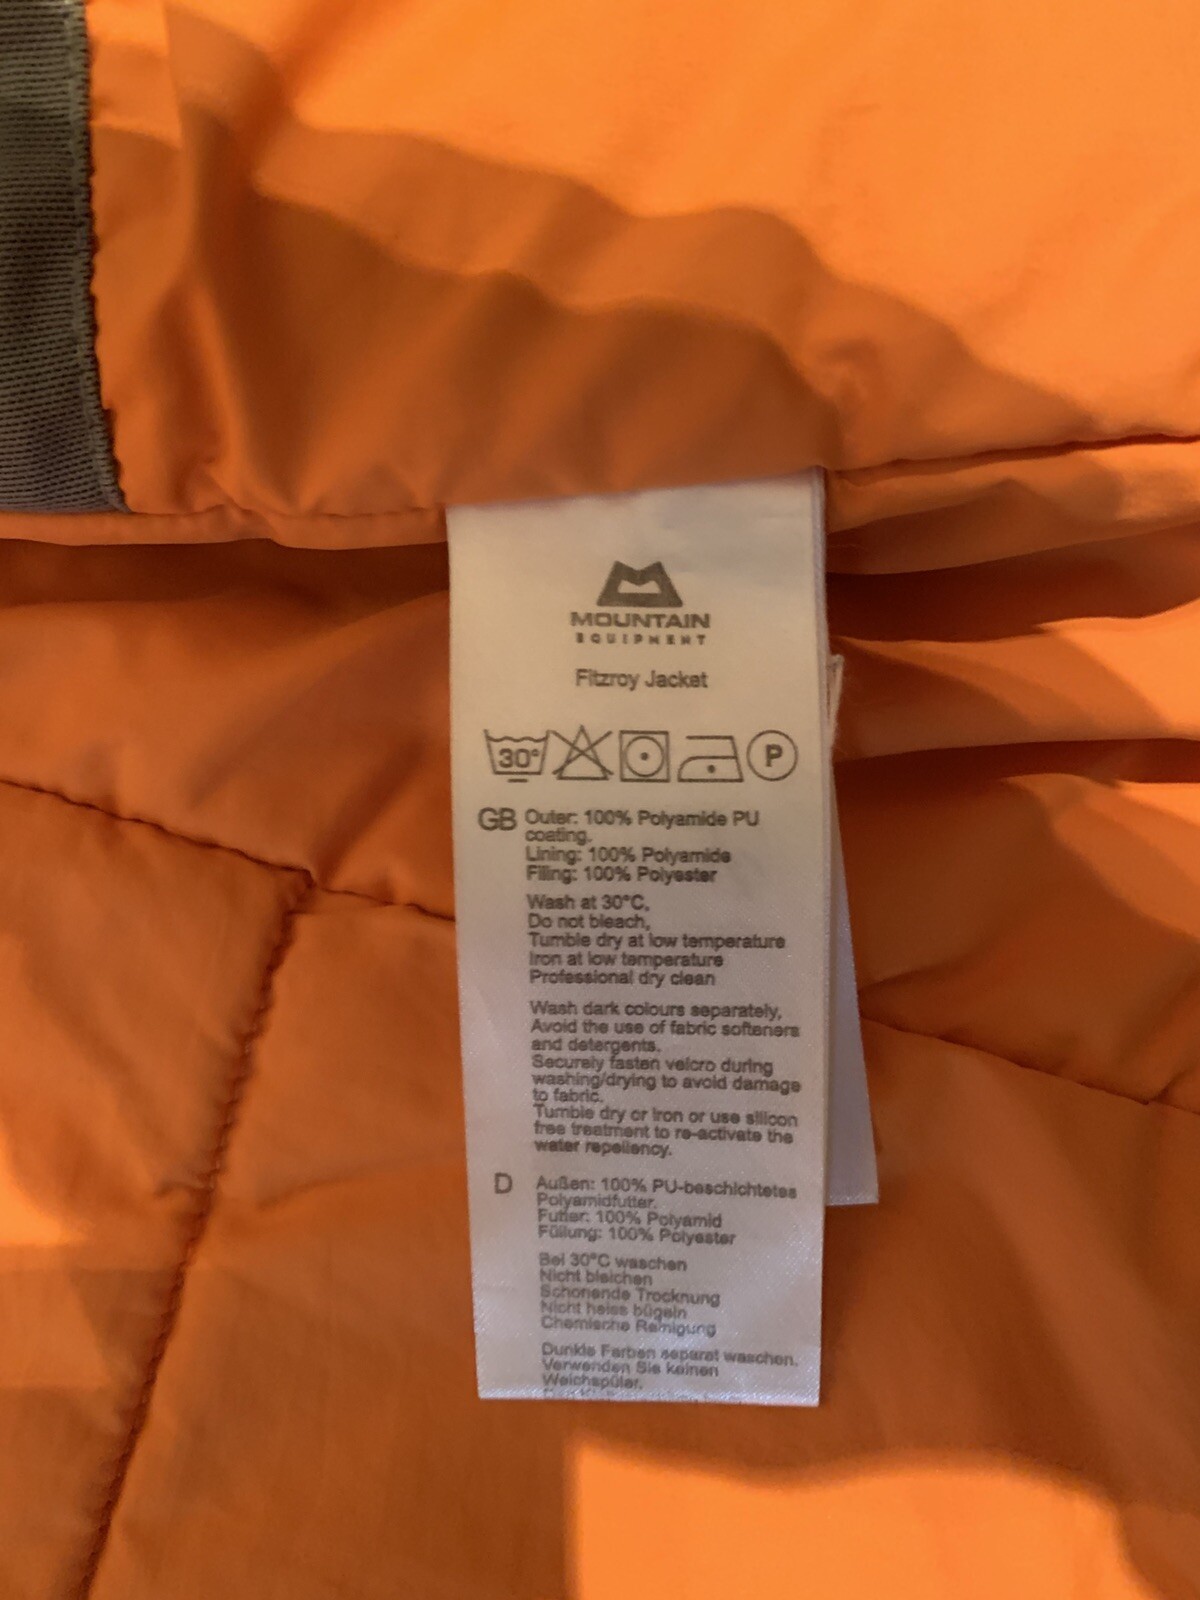 MOUNTAIN
EQUIPMENT
Fitzroy Jacket
30°
P
GB Outer: 100% Polyamide PU
coating.
Lining: 100% Polyamide
Filing: 100% Polyester
Wash at 30°C,
Do not bleach,
Tumble dry at low temperature
Iron at low temperature
Professional dry clean
Wash dark colours separately,
Avoid the use of fabric softeners
and detergents.
Securely fasten velcro during
washing/drying to avoid damage
to fabric.
Tumble dry or iron or use silicon
free treatment to re-activate the
water repellency.
D Außen: 100% PU-beschichtetes
Polyamidfutter.
Futter: 100% Polyamid
Füllung: 100% Polyester
Bei 30°C waschen
Nicht bleichen
Schonende Trocknung
Nicht heiss bügeln
Chemische Reinigung
Dunkle Farben separat waschen.
Verwenden Sie keinen
Weichspüler.